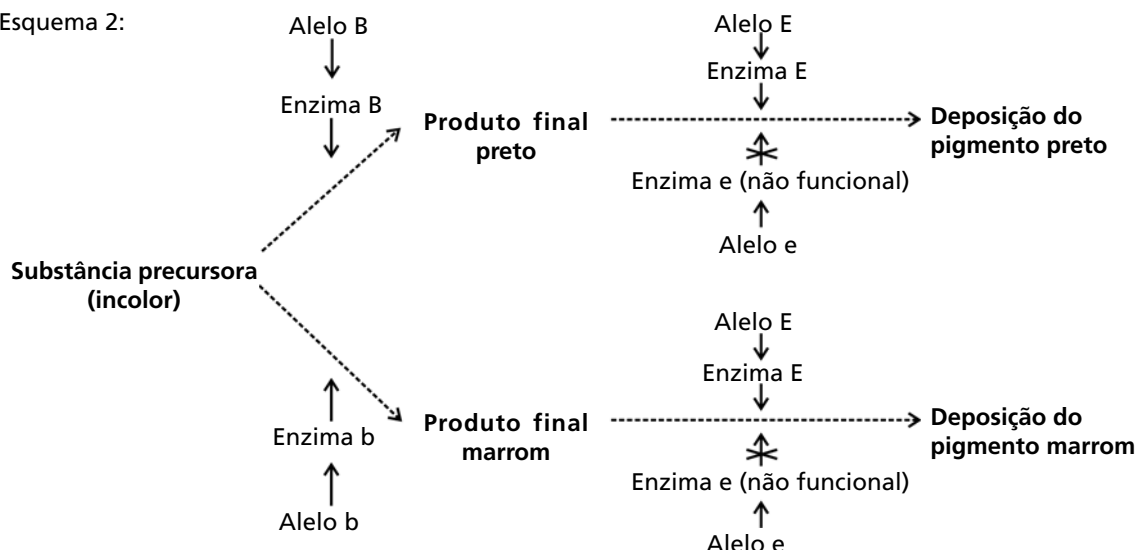 Esquema 2:
Alelo B
Enzima B
Alelo E
Enzima E
Produto final
preto
Deposição do
pigmento preto
Enzima e (não funcional)
Alelo e
Substância precursora
(incolor)
Alelo E
Enzima E
Enzima b
Alelo b
Produto final
marrom
Deposição do
pigmento marrom
Enzima e (não funcional)
Alelo e